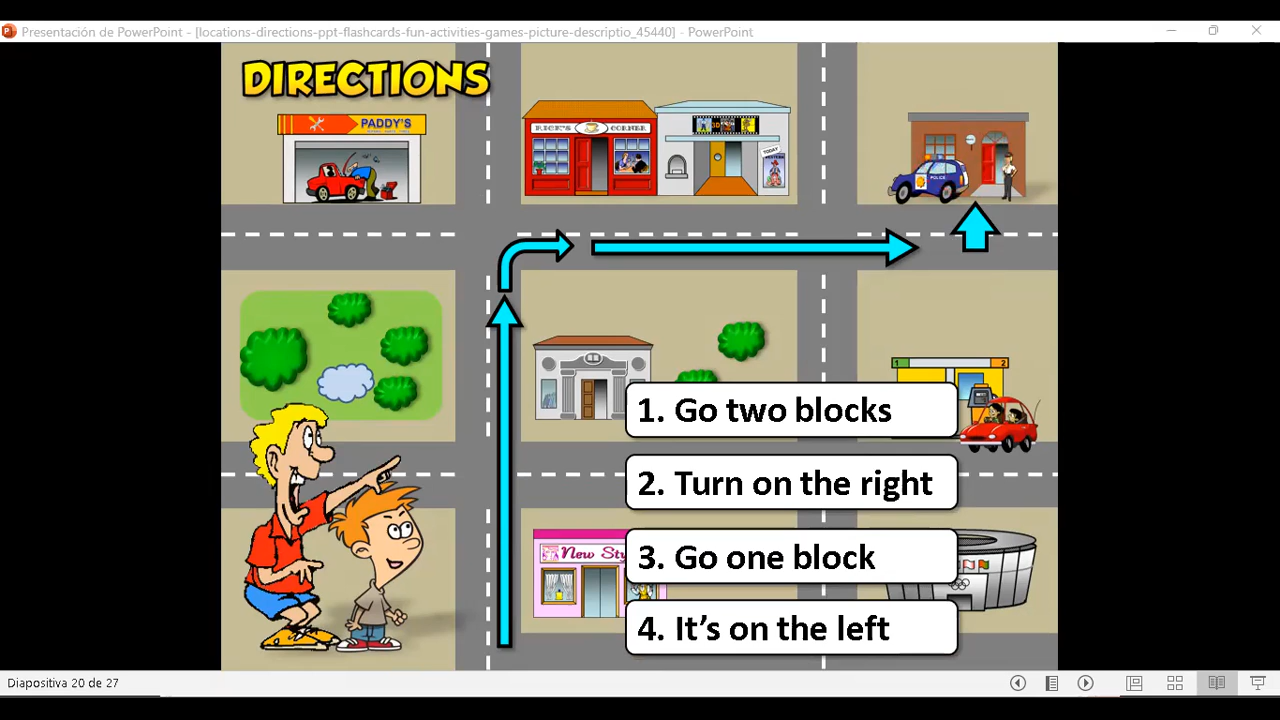 Presentación de PowerPoint - [locations-directions-ppt-flashcards-fun-activities-games-picture-descriptio_45440] - PowerPoint
DIRECTIONS
PADDY'S
RICK'S CORNER
TODAY
POLICE
1 2
1. Go two blocks
2. Turn on the right
3. Go one block
New Sty
4. It's on the left
Diapositiva 20 de 27